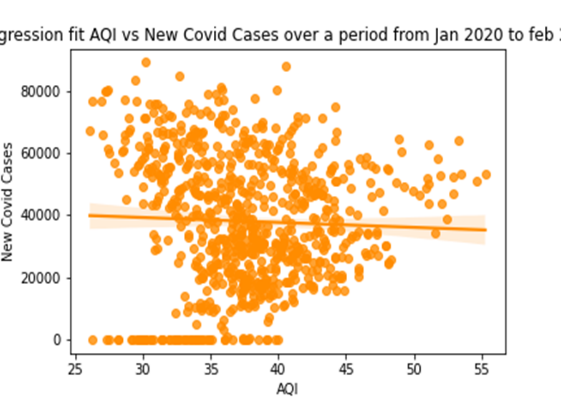 gression fit AQI vs New Covid Cases over a period from Jan 2020 to feb
New Covid Cases
80000
60000
40000
20000
0
25 30 35 40 45 50 55
AQI